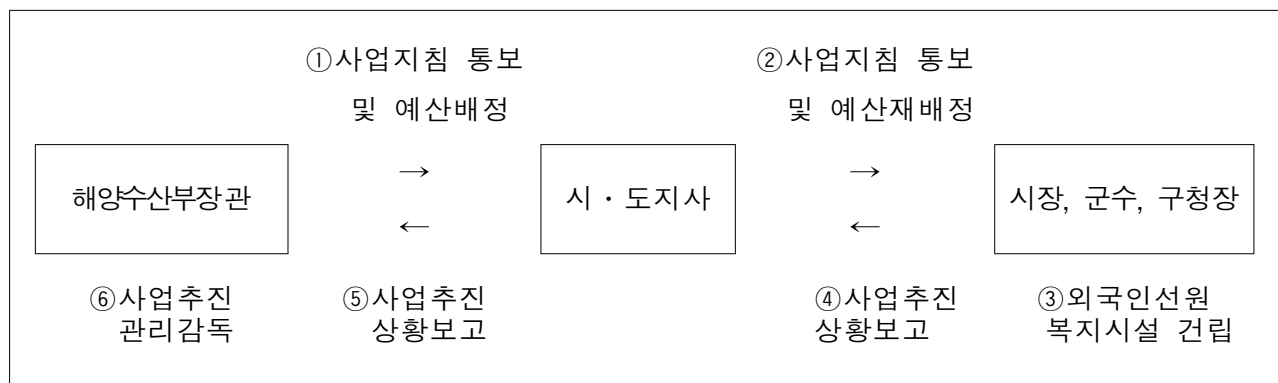 ①사업지침 통보
및 예산배정
②사업지침 통보
및 예산재배정
해양수산부장관
→
←
시・도지사
→
←
시장, 군수, 구청장
⑥사업추진
관리감독
⑤사업추진
상황보고
④사업추진
상황보고
③외국인선원
복지시설 건립